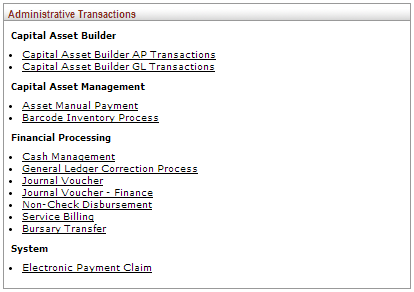 Administrative Transactions
Capital Asset Builder
Capital Asset Builder AP Transactions
Capital Asset Builder GL Transactions
Capital Asset Management
Asset Manual Payment
Barcode Inventory Process
Financial Processing
Cash Management
General Ledger Correction Process
Journal Voucher
Journal Voucher - Finance
Non-Check Disbursement
Service Billing
Bursary Transfer
System
Electronic Payment Claim